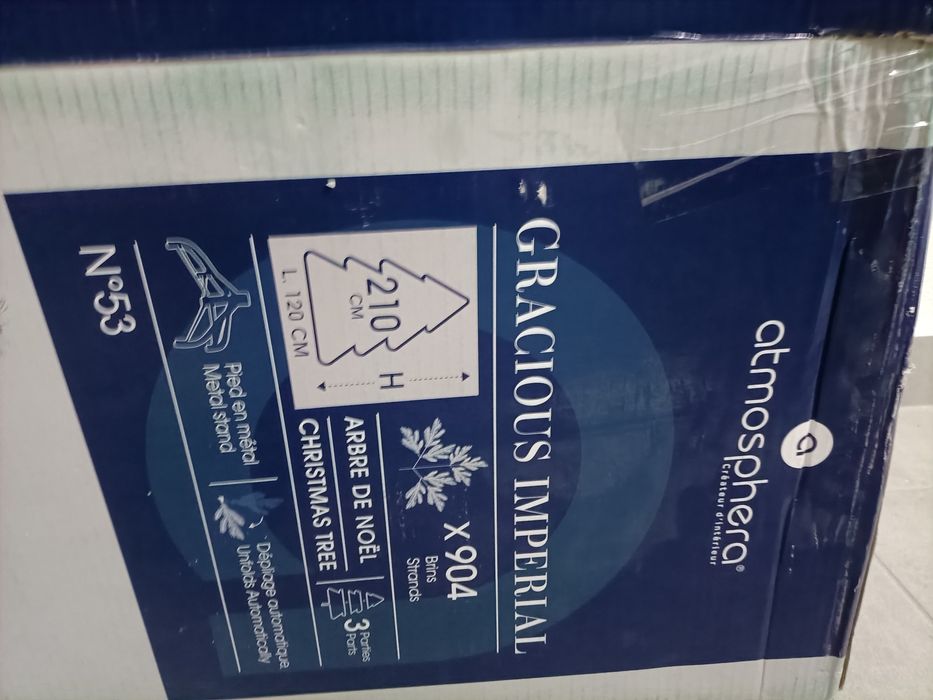 a
atmosphera®
Créateur d'intérieur
GRACIOUS IMPERIAL
210
CM
H
L. 120 CM
X 904
Brins
Strands
ARBRE DE NOËL
CHRISTMAS TREE
3 Parties
Parts
Pied en métal
Metal stand
Dépliage automatique
Unfolds Automatically
N°53